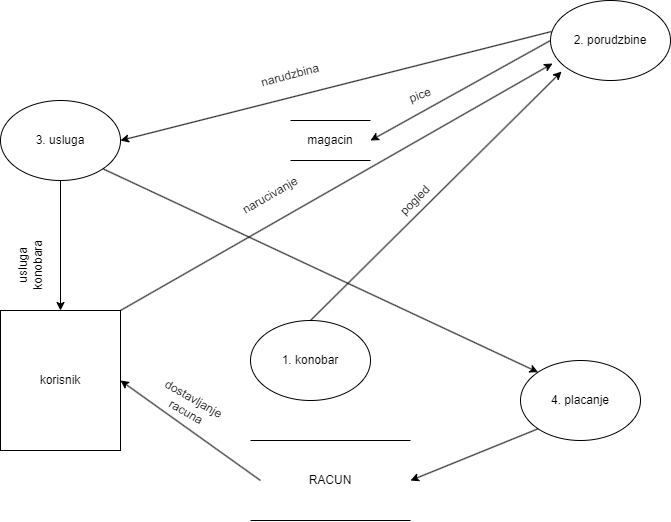 2. porudzbine
narudzbina
pice
3. usluga
magacin
narucivanje
pogled
usluga
konobara
korisnik
1. konobar
dostavljanje
racuna
4. placanje
RACUN